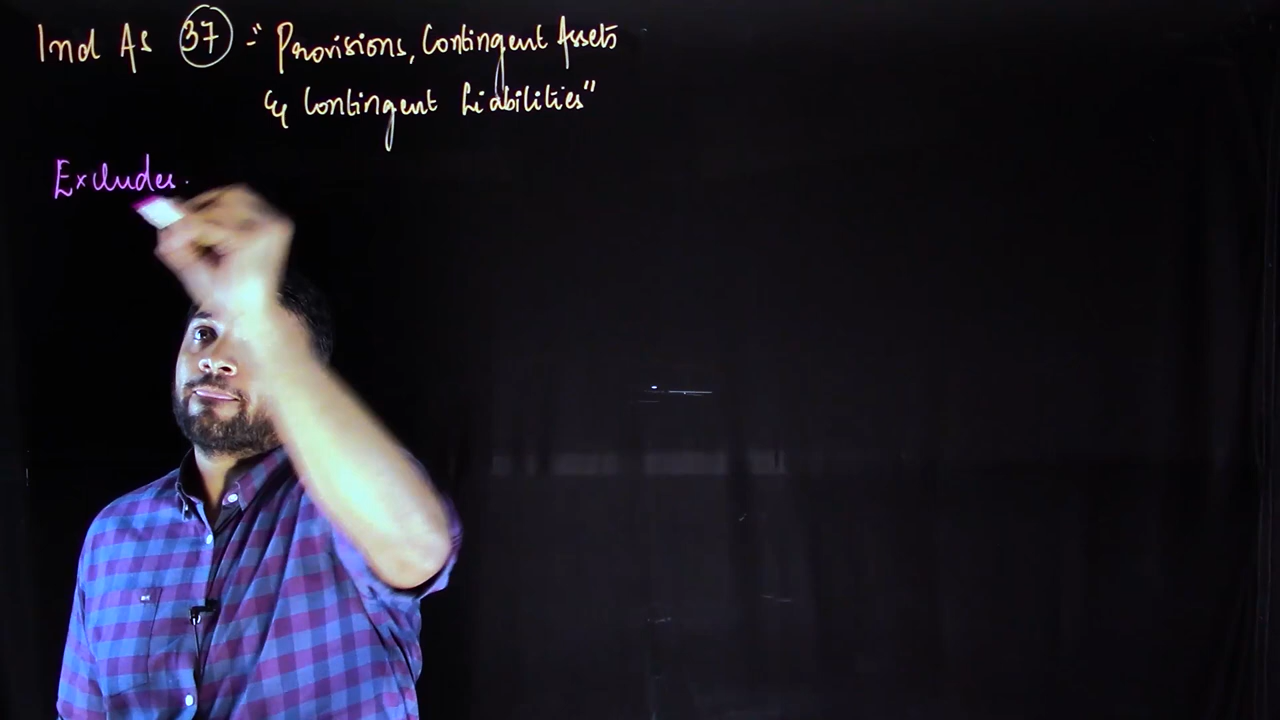 Ind As 37 :- "Provisions, Contingent Assets
& Contingent Liabilities"
Excludes.